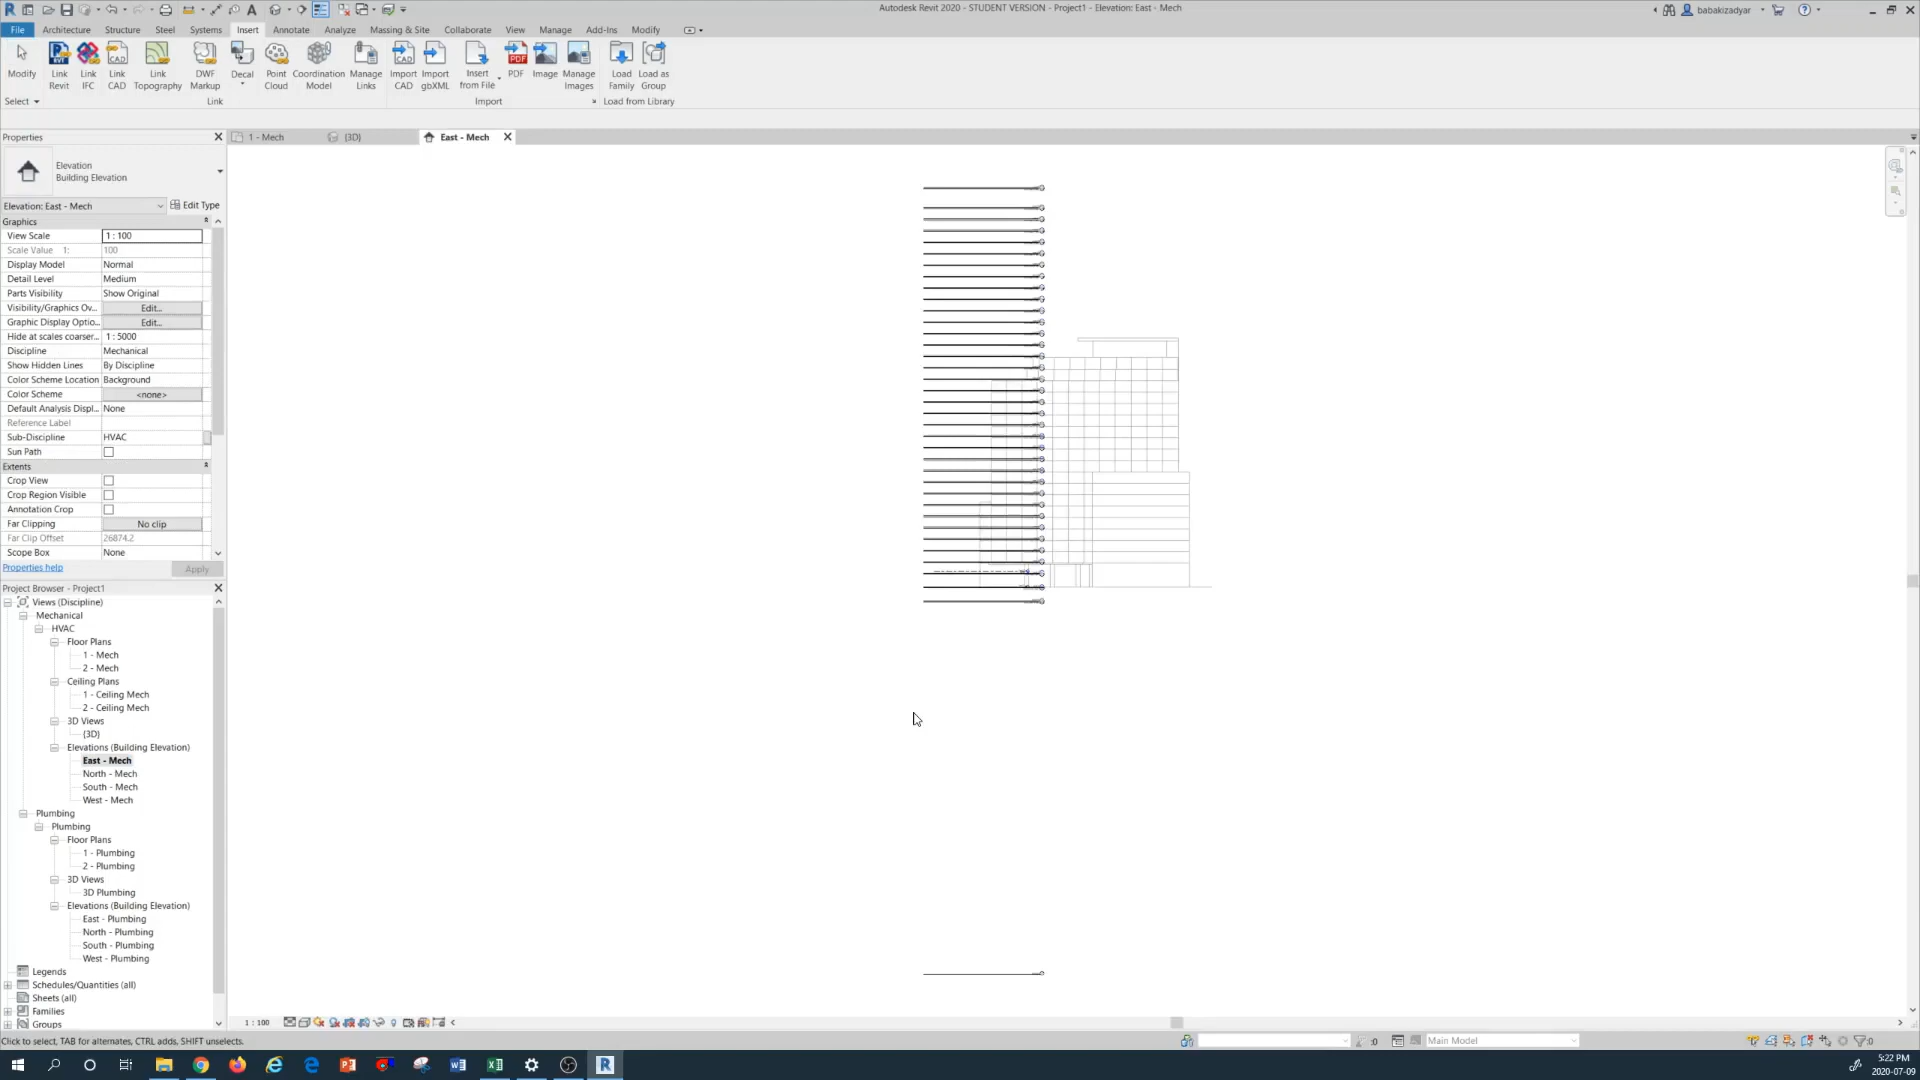 Autodesk Revit 2020 - STUDENT VERSION - Project1 - Elevation: East - Mech
babakizadyar
File Architecture Structure Steel Systems Insert Annotate Analyze Massing & Site Collaborate View Manage Add-Ins Modify
Modify
Link Revit
Link IFC
Link CAD
Link Topography
DWF Markup
Decal
Point Cloud
Coordination Model
Manage Links
Import CAD
Import gbXML
Insert from File
PDF
Image
Manage Images
Load Family
Load as Group
Select
Link
Import
Load from Library
Properties
1 - Mech
(3D)
East - Mech
Elevation
Building Elevation
Elevation: East - Mech
Edit Type
Graphics
View Scale 1 : 100
Scale Value 1: 100
Display Model Normal
Detail Level Medium
Parts Visibility Show Original
Visibility/Graphics Ov... Edit...
Graphic Display Optio... Edit...
Hide at scales coarser... 1 : 5000
Discipline Mechanical
Show Hidden Lines By Discipline
Color Scheme Location Background
Color Scheme <none>
Default Analysis Displ... None
Reference Label
Sub-Discipline HVAC
Sun Path
Extents
Crop View
Crop Region Visible
Annotation Crop
Far Clipping No clip
Far Clip Offset 26874.2
Scope Box None
Properties help
Apply
Project Browser - Project1
Views (Discipline)
Mechanical
HVAC
Floor Plans
1 - Mech
2 - Mech
Ceiling Plans
1 - Ceiling Mech
2 - Ceiling Mech
3D Views
(3D)
Elevations (Building Elevation)
East - Mech
North - Mech
South - Mech
West - Mech
Plumbing
Plumbing
Floor Plans
1 - Plumbing
2 - Plumbing
3D Views
3D Plumbing
Elevations (Building Elevation)
East - Plumbing
North - Plumbing
South - Plumbing
West - Plumbing
Legends
Schedules/Quantities (all)
Sheets (all)
Families
Groups
1 : 100
Click to select, TAB for alternates, CTRL adds, SHIFT unselects.
:0
Main Model
:0
5:22 PM
2020-07-09